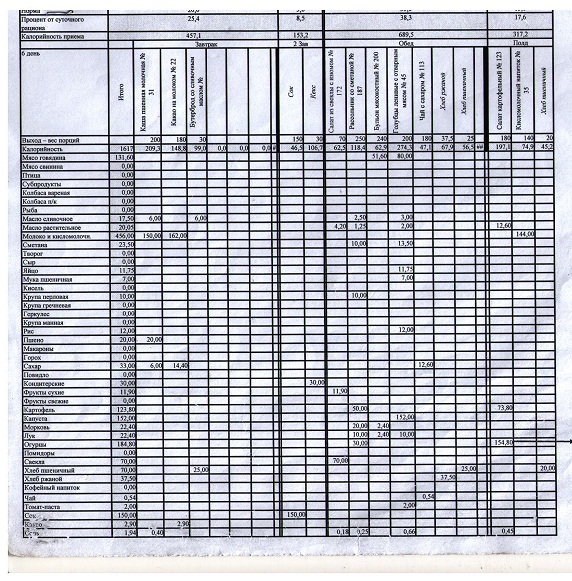 Норма
Процент от суточного рациона 25,4 8,5 38,3 17,6
Калорийность приема 457,1 153,2 689,5 317,2
Завтрак 2 Зав Обед Полд
6 день Итого Каша пшенная молочная № 31 Какао на молоком № 22 Бутерброд со сливочным маслом № Сок Кекс Салат из свеклы с изюмом № 172 Рассольник со сметаной № 187 Бульон мясокостный № 200 Голубцы ленивые с отварным мясом № 45 Чай с сахаром № 113 Хлеб ржаной Хлеб пшеничный Салат картофельный № 123 Кисломолочный напиток № 35 Хлеб пшеничный
Выход – вес порций 200 180 30 150 30 70 250 240 200 180 37,5 25 180 140 20
Калорийность 1617 209,3 148,8 99,0 0,0 0,0 0,0 # 46,5 106,7 62,5 118,4 62,9 274,3 47,1 67,9 56,5 ## 197,1 74,9 45,2
Мясо говядина 131,60 51,60 80,00
Мясо свинина 0,00
Птица 0,00
Субпродукты 0,00
Колбаса вареная 0,00
Колбаса п/к 0,00
Рыба 0,00
Масло сливочное 17,50 6,00 6,00 2,50 3,00
Масло растительное 20,05 4,20 1,25 2,00 12,60
Молоко и кисломолочн. 456,00 150,00 162,00 144,00
Сметана 23,50 10,00 13,50
Творог 0,00
Сыр 0,00
Яйцо 11,75 11,75
Мука пшеничная 7,00 7,00
Кисель 0,00
Крупа перловая 10,00 10,00
Крупа гречневая 0,00
Геркулес 0,00
Крупа манная 0,00
Рис 12,00 12,00
Пшено 20,00 20,00
Макароны 0,00
Горох 0,00
Сахар 33,00 6,00 14,40 12,60
Повидло 0,00
Кондитерские 30,00 30,00
Фрукты сухие 11,90 11,90
Фрукты свежие 0,00
Картофель 123,80 50,00 73,80
Капуста 152,00 152,00
Морковь 22,40 20,00 2,40
Лук 22,40 10,00 2,40 10,00
Огурцы 184,80 30,00 154,80
Помидоры 0,00
Свекла 70,00 70,00
Хлеб пшеничный 70,00 25,00 25,00 20,00
Хлеб ржаной 37,50 37,50
Кофейный напиток 0,00
Чай 0,54 0,54
Томат-паста 2,00 2,00
Сок 150,00 150,00
Какао 2,90 2,90
Соль 1,94 0,40 0,18 0,25 0,66 0,45